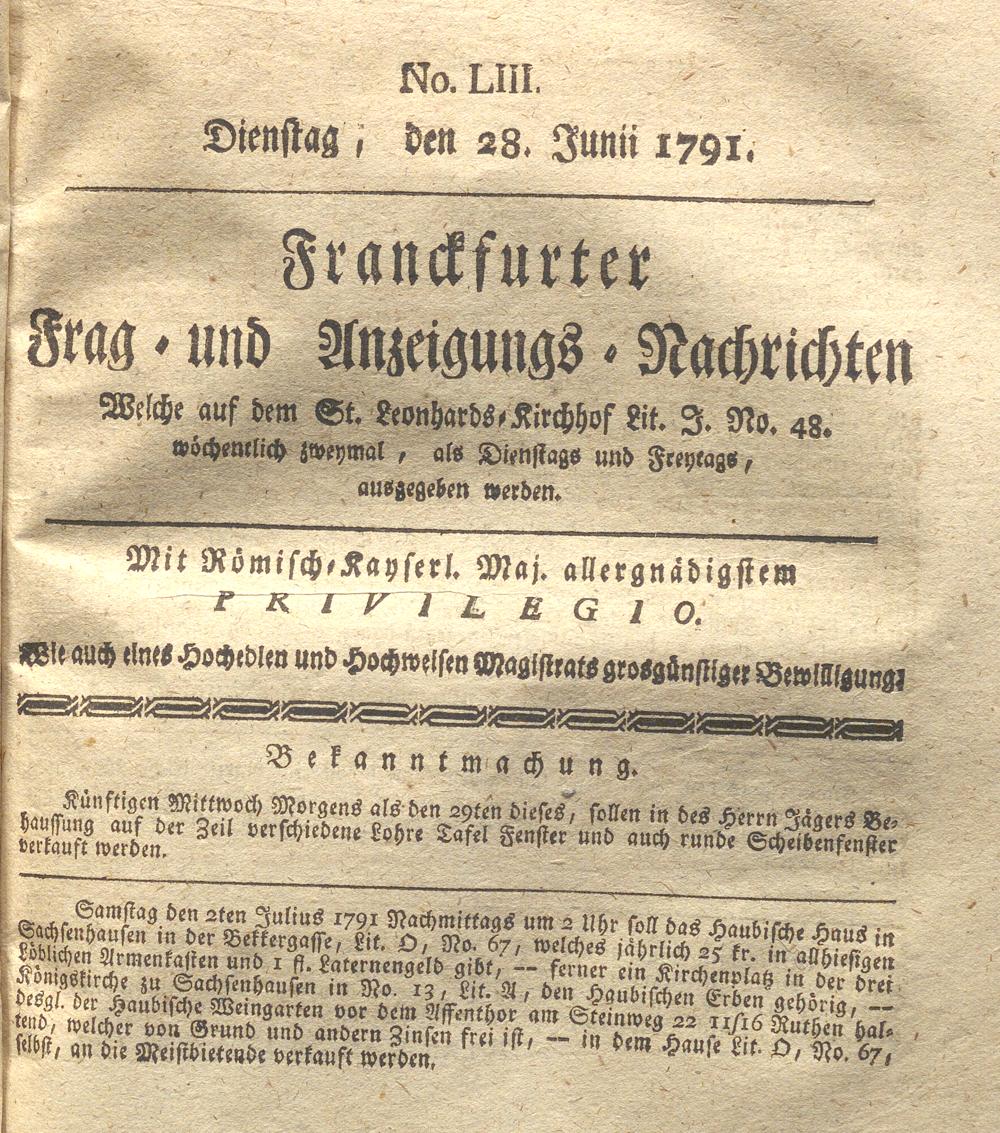 No. LIII.
Dienstag, den 28. Junii 1791.
Franckfurter
Frag- und Anzeigungs-Nachrichten
Welche auf dem St. Leonhards-Kirchhof Lit. J. No. 48.
wöchentlich zweymal, als Dienstags und Freytags,
ausgegeben werden.
Mit Römisch-Kayserl. Maj. allergnädigstem
PRIVILEGIO.
Wie auch eines Hochedlen und Hochweisen Magistrats grosgünstiger Bewilligung.
Bekanntmachung.
Künftigen Mittwoch Morgens als den 29ten dieses, sollen in des Herrn Jägers Be-
haussung auf der Zeil verschiedene Lohre Tafel Fenster und auch runde Scheibenfenster
verkauft werden.
Samstag den 2ten Julius 1791 Nachmittags um 2 Uhr soll das Haubische Haus in
Sachsenhausen in der Bekkergasse, Lit. O, No. 67, welches jährlich 25 kr. in allhiesigen
Löblichen Armenkasten und 1 fl. Laternengeld gibt, -- ferner ein Kirchenplatz in der drei
Königskirche zu Sachsenhausen in No. 13, Lit. A, den Haubischen Erben gehörig, --
desgl. der Haubische Weingarten vor dem Affenthor am Steinweg 22 11/16 Ruthen hal-
tend, welcher von Grund und andern Zinsen frei ist, -- in dem Hause Lit. O, No. 67,
selbst, an die Meistbietende verkauft werden.